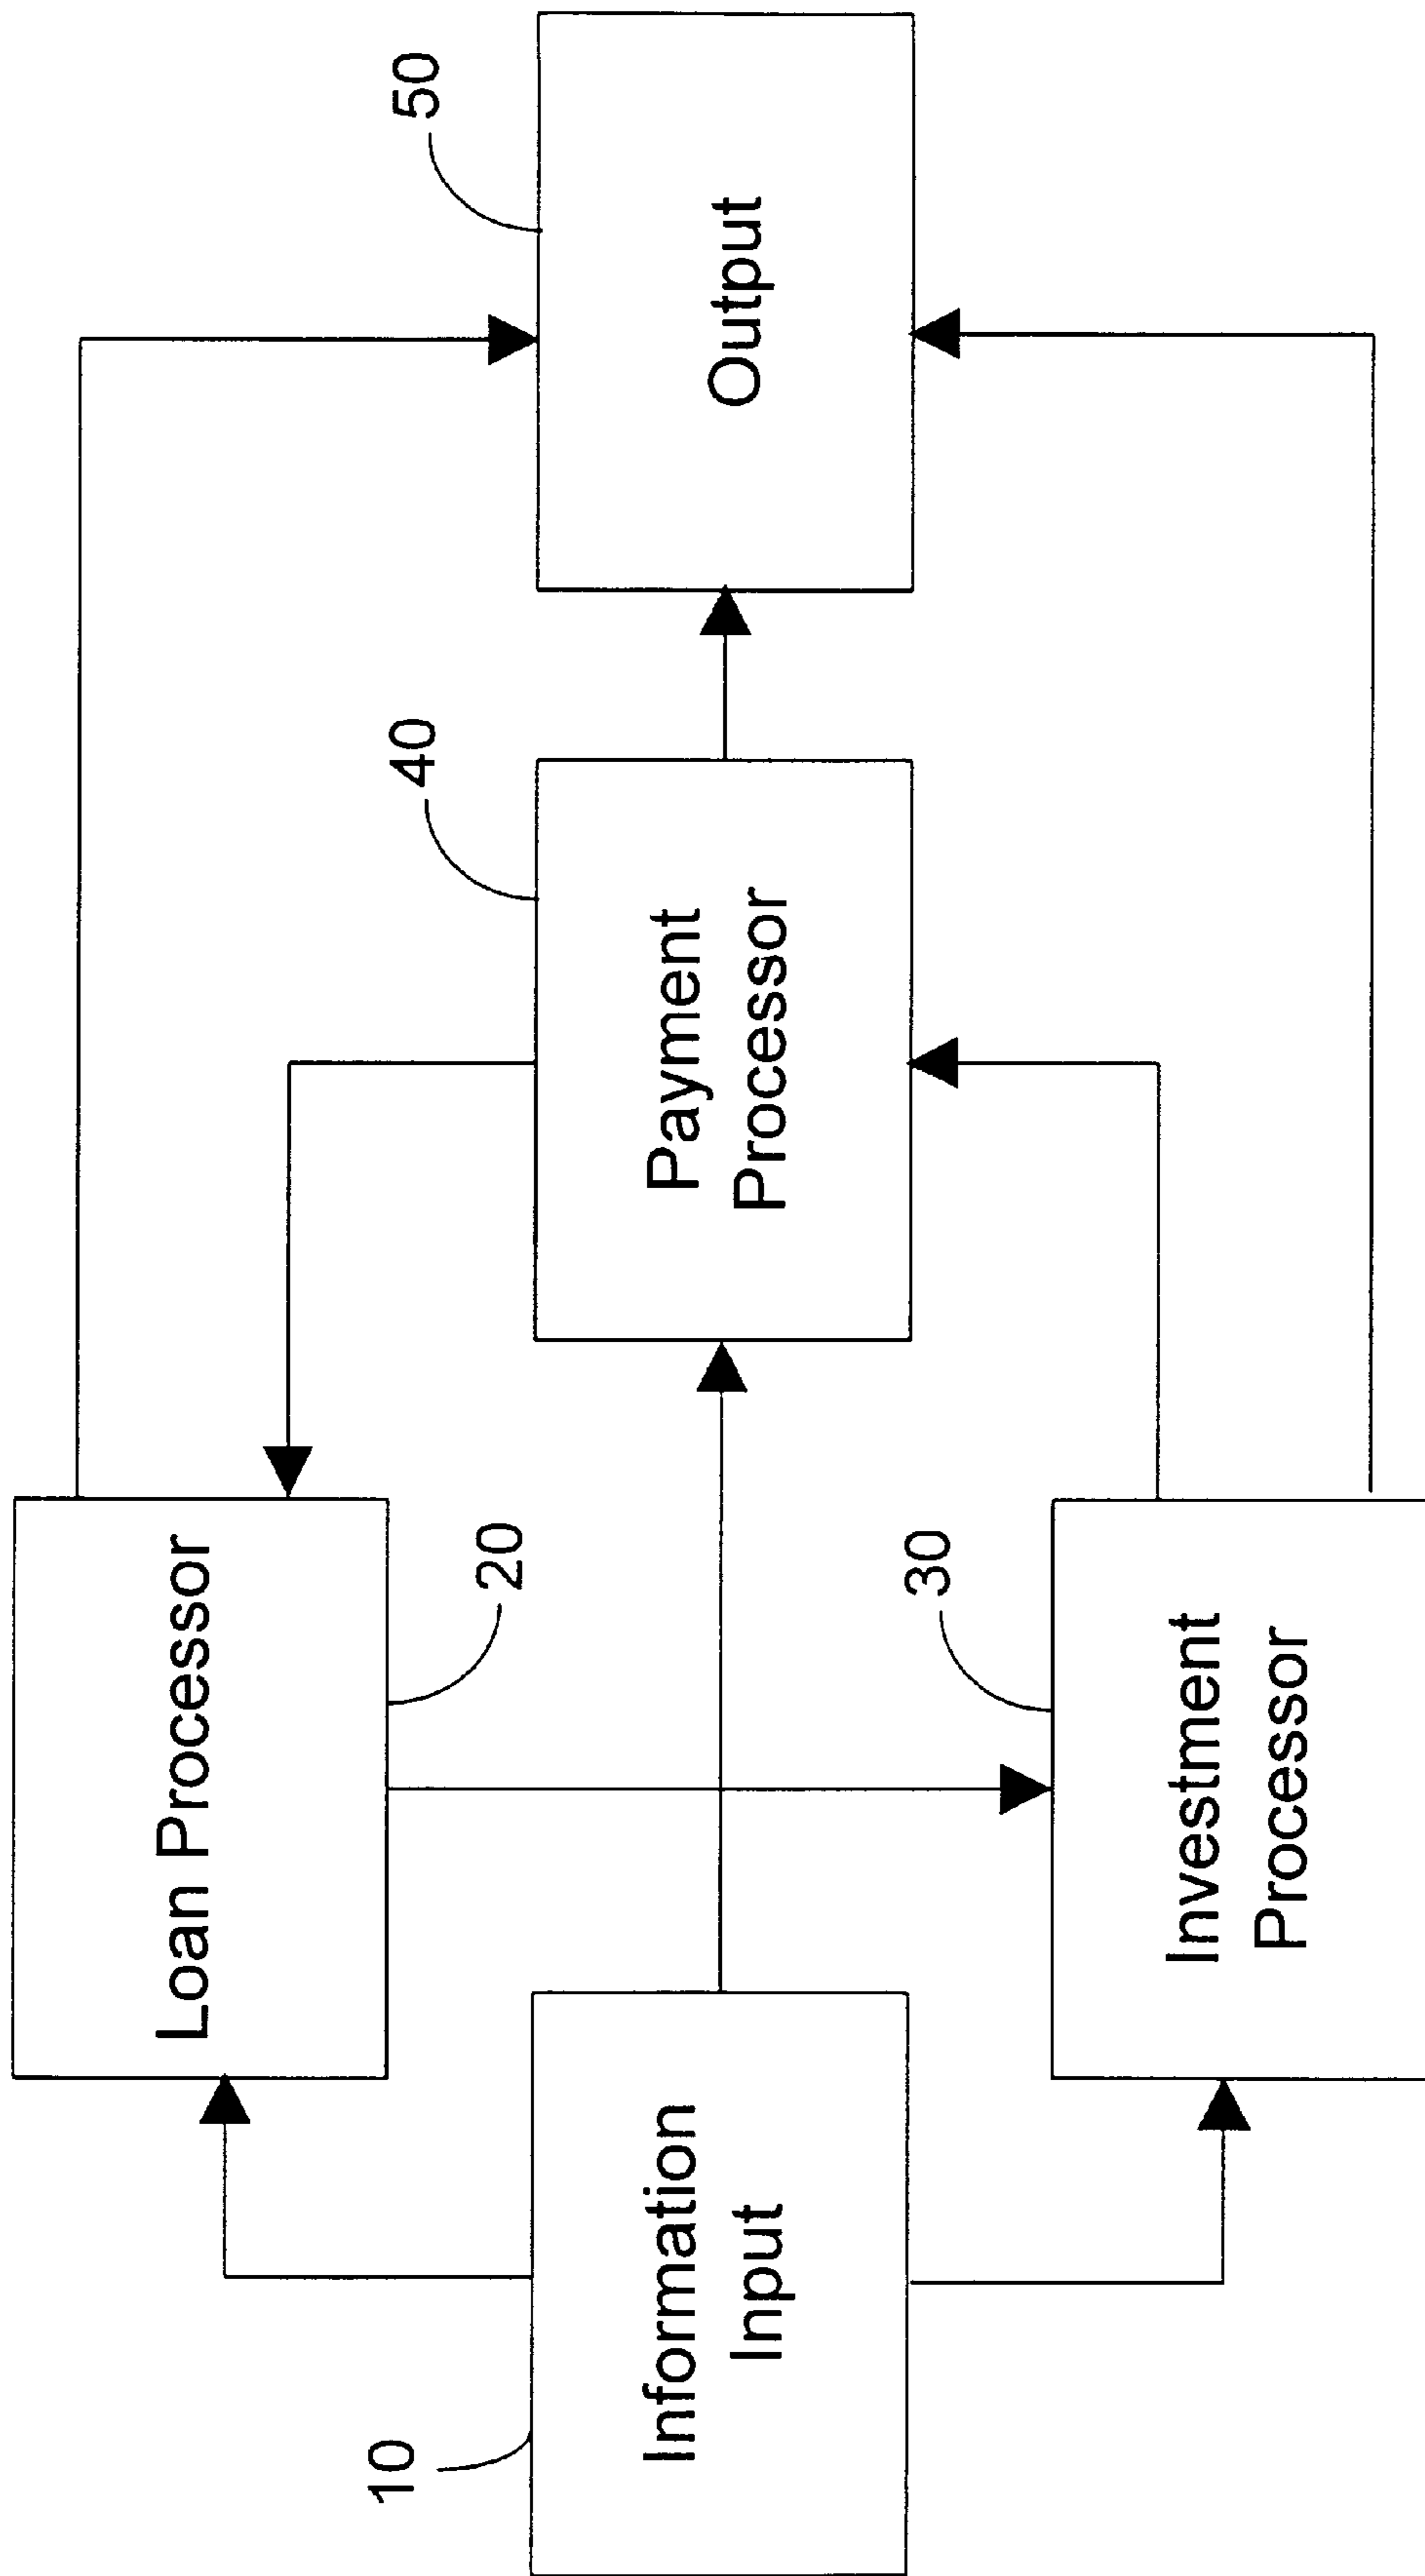 Loan Processor
20
10
Information
Input
40
Payment
Processor
50
Output
30
Investment
Processor